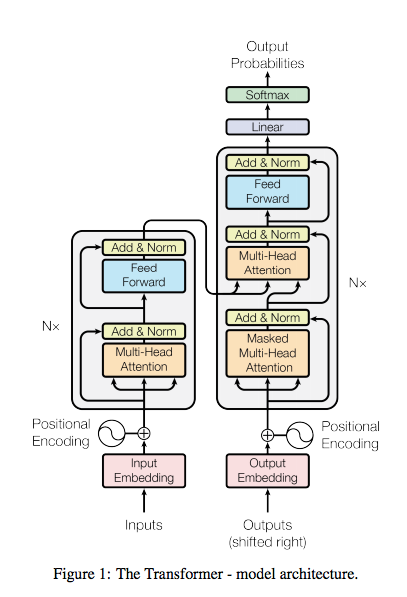 Output
Probabilities
Softmax
Linear
Add & Norm
Feed
Forward
Add & Norm
Multi-Head
Attention
Add & Norm
Masked
Multi-Head
Attention
N×
Positional
Encoding
Output
Embedding
Outputs
(shifted right)
Add & Norm
Feed
Forward
Add & Norm
Multi-Head
Attention
N×
Positional
Encoding
Input
Embedding
Inputs
Figure 1: The Transformer - model architecture.